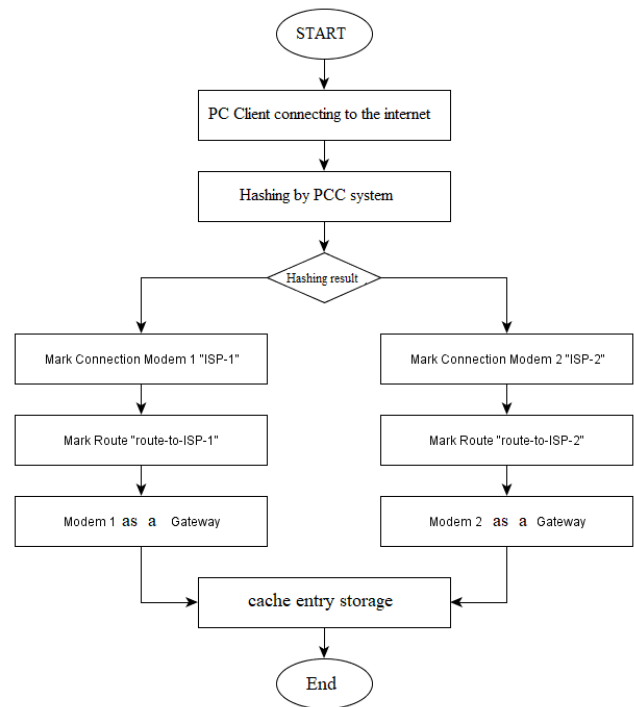 START
PC Client connecting to the internet
Hashing by PCC system
Hashing result
Mark Connection Modem 1 "ISP-1"
Mark Connection Modem 2 "ISP-2"
Mark Route "route-to-ISP-1"
Mark Route "route-to-ISP-2"
Modem 1 as a Gateway
Modem 2 as a Gateway
cache entry storage
End